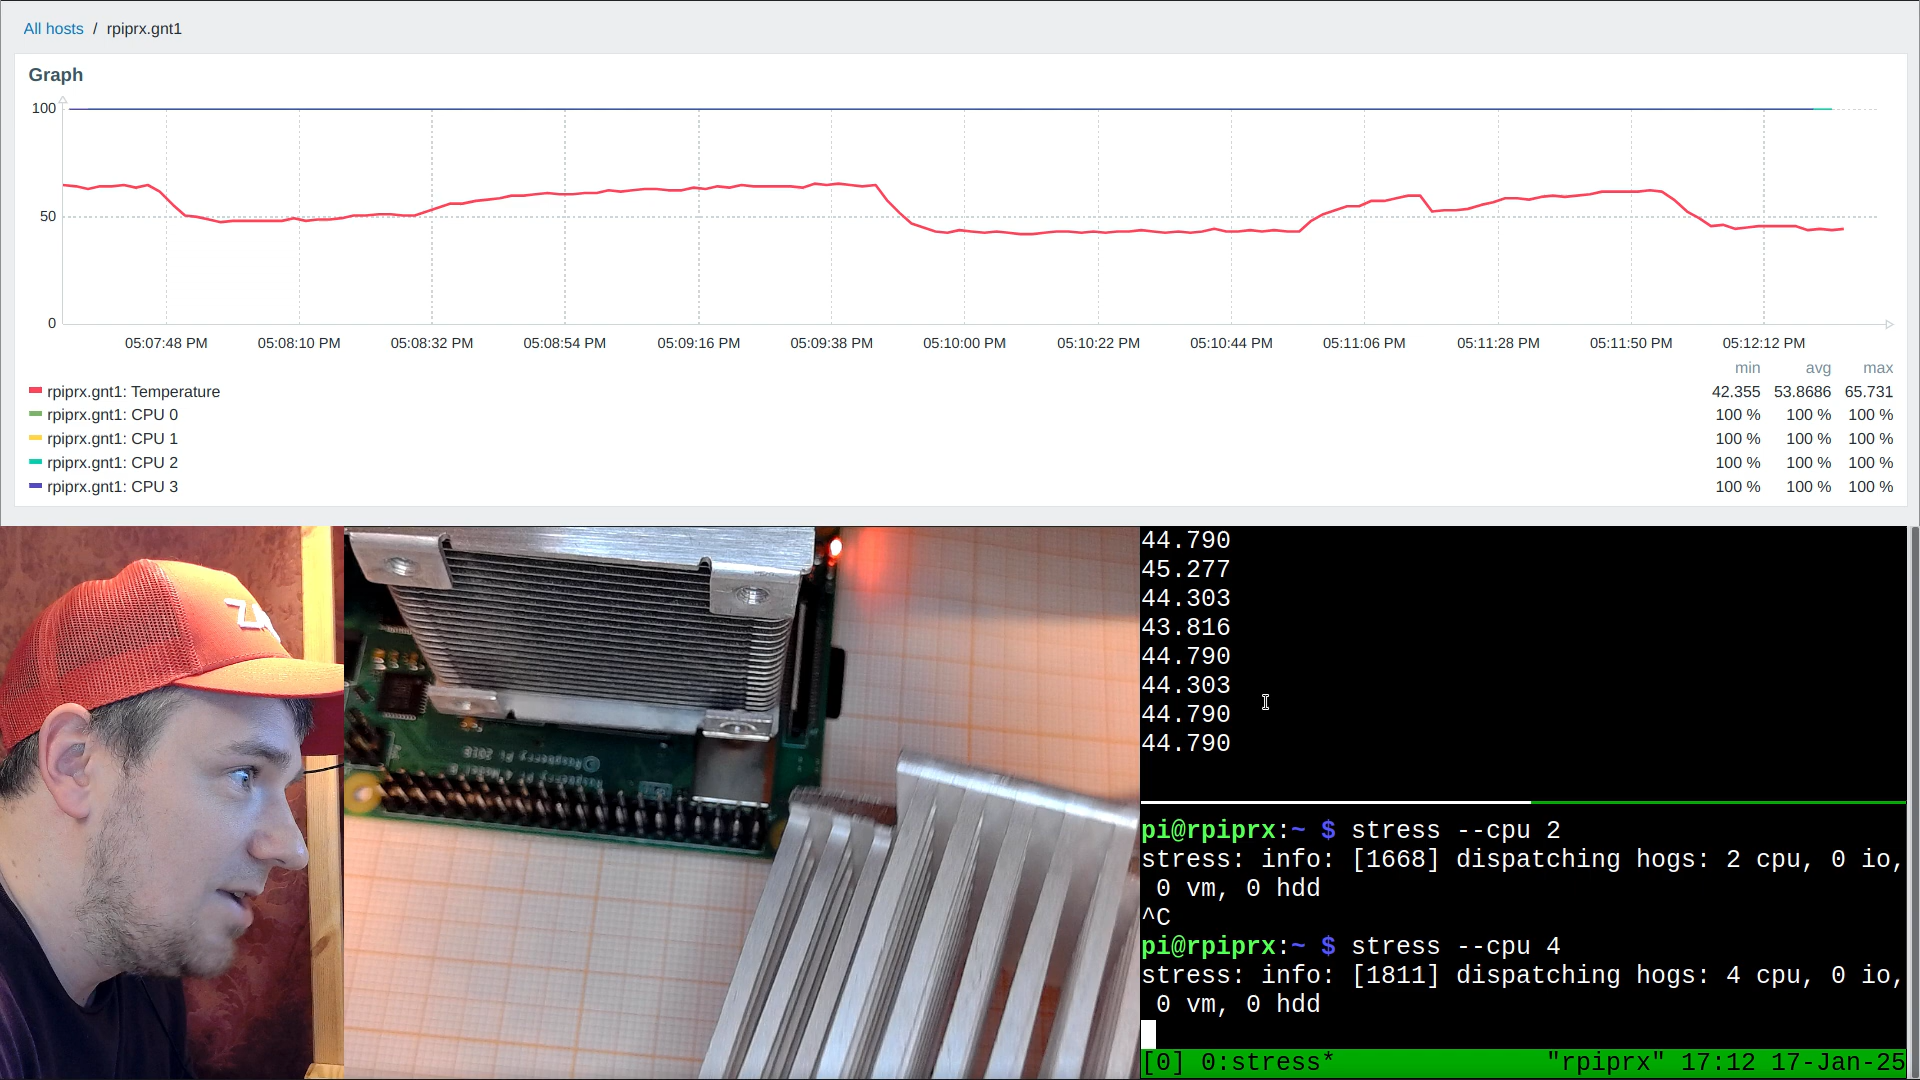 All hosts / rpiprx.gnt1
Graph
100
50
0
05:07:48 PM 05:08:10 PM 05:08:32 PM 05:08:54 PM 05:09:16 PM 05:09:38 PM 05:10:00 PM 05:10:22 PM 05:10:44 PM 05:11:06 PM 05:11:28 PM 05:11:50 PM 05:12:12 PM
min avg max
rpiprx.gnt1: Temperature 42.355 53.8686 65.731
rpiprx.gnt1: CPU 0 100 % 100 % 100 %
rpiprx.gnt1: CPU 1 100 % 100 % 100 %
rpiprx.gnt1: CPU 2 100 % 100 % 100 %
rpiprx.gnt1: CPU 3 100 % 100 % 100 %
Raspberry Pi 4 Model B
© Raspberry Pi 2018
44.790
45.277
44.303
43.816
44.790
44.303
44.790
44.790
pi@rpiprx:~ $ stress --cpu 2
stress: info: [1668] dispatching hogs: 2 cpu, 0 io,
0 vm, 0 hdd
^C
pi@rpiprx:~ $ stress --cpu 4
stress: info: [1811] dispatching hogs: 4 cpu, 0 io,
0 vm, 0 hdd
[0] 0:stress* "rpiprx" 17:12 17-Jan-25